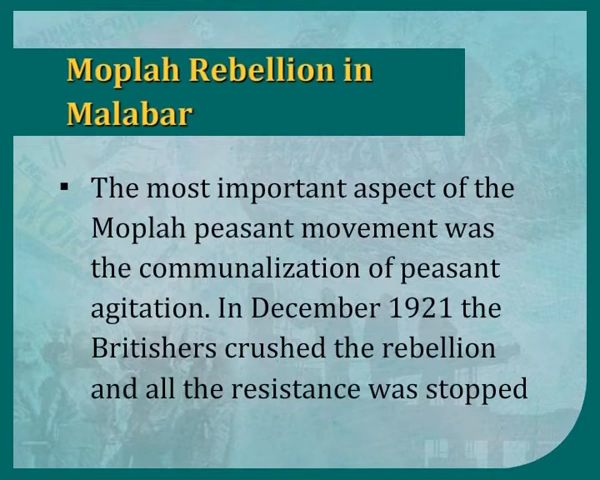 Moplah Rebellion in
Malabar
▪ The most important aspect of the
Moplah peasant movement was
the communalization of peasant
agitation. In December 1921 the
Britishers crushed the rebellion
and all the resistance was stopped